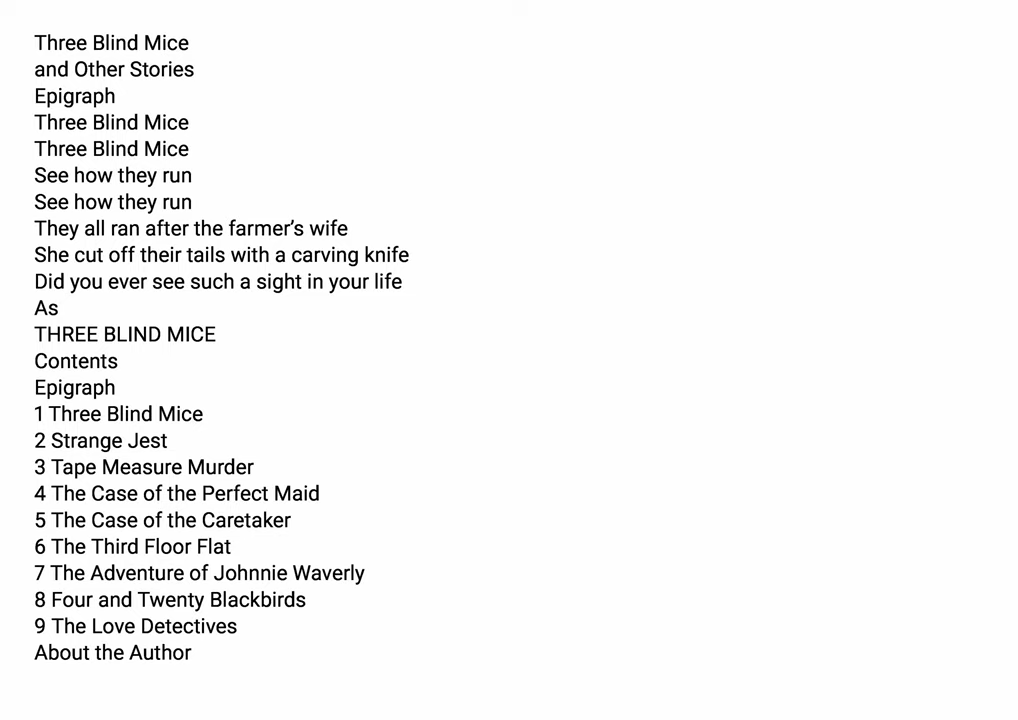 Three Blind Mice
and Other Stories
Epigraph
Three Blind Mice
Three Blind Mice
See how they run
See how they run
They all ran after the farmer’s wife
She cut off their tails with a carving knife
Did you ever see such a sight in your life
As
THREE BLIND MICE
Contents
Epigraph
1 Three Blind Mice
2 Strange Jest
3 Tape Measure Murder
4 The Case of the Perfect Maid
5 The Case of the Caretaker
6 The Third Floor Flat
7 The Adventure of Johnnie Waverly
8 Four and Twenty Blackbirds
9 The Love Detectives
About the Author